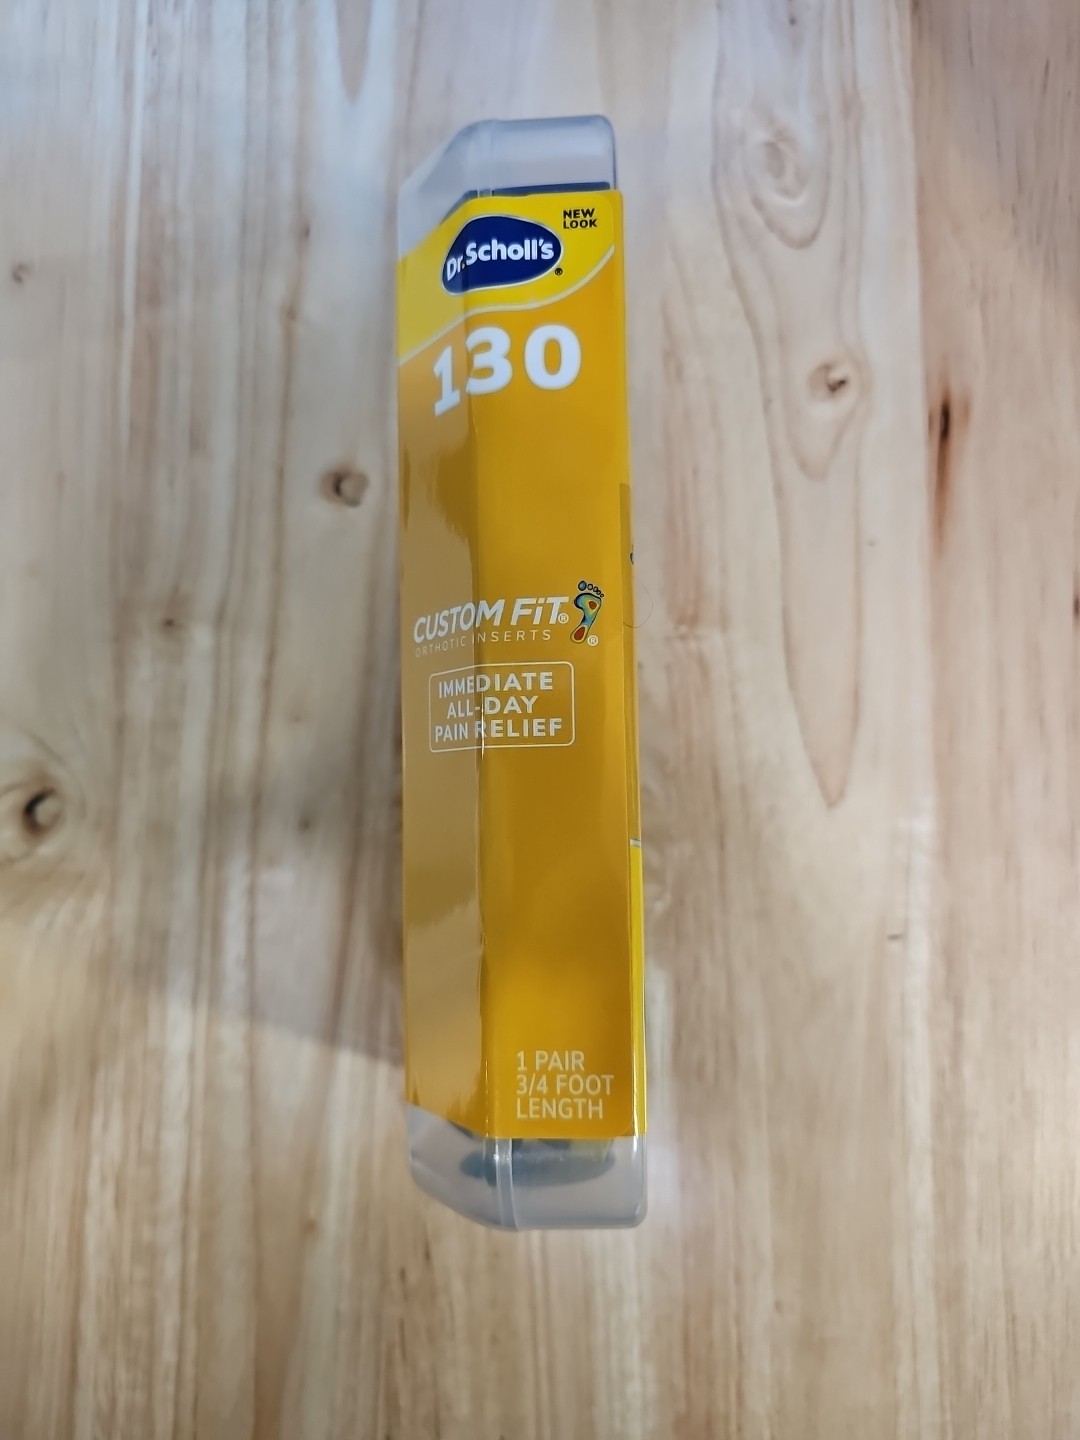 NEW
LOOK
Dr.Scholl's®
130
CUSTOM FiT®
ORTHOTIC INSERTS ®
IMMEDIATE
ALL-DAY
PAIN RELIEF
1 PAIR
3/4 FOOT
LENGTH